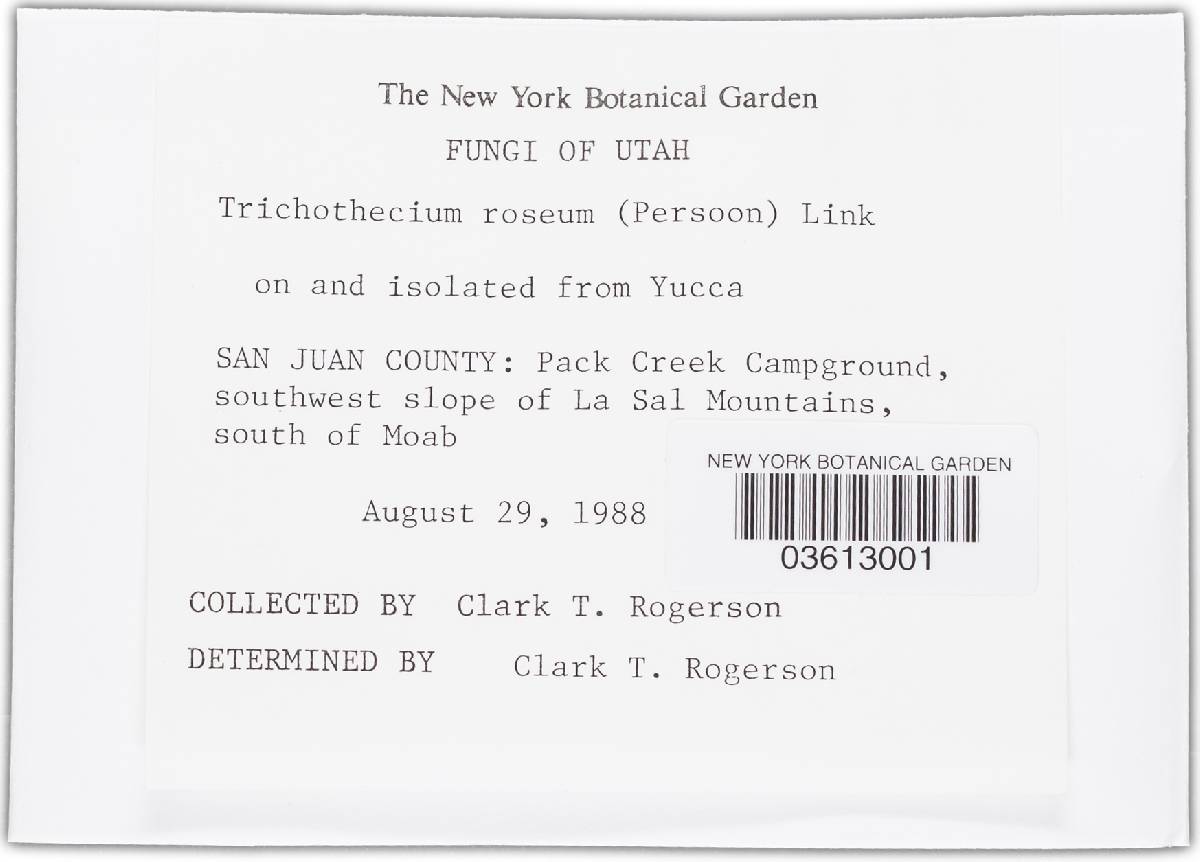 The New York Botanical Garden
FUNGI OF UTAH
Trichothecium roseum (Persoon) Link
on and isolated from Yucca
SAN JUAN COUNTY: Pack Creek Campground,
southwest slope of La Sal Mountains,
south of Moab
August 29, 1988
NEW YORK BOTANICAL GARDEN
03613001
COLLECTED BY Clark T. Rogerson
DETERMINED BY Clark T. Rogerson